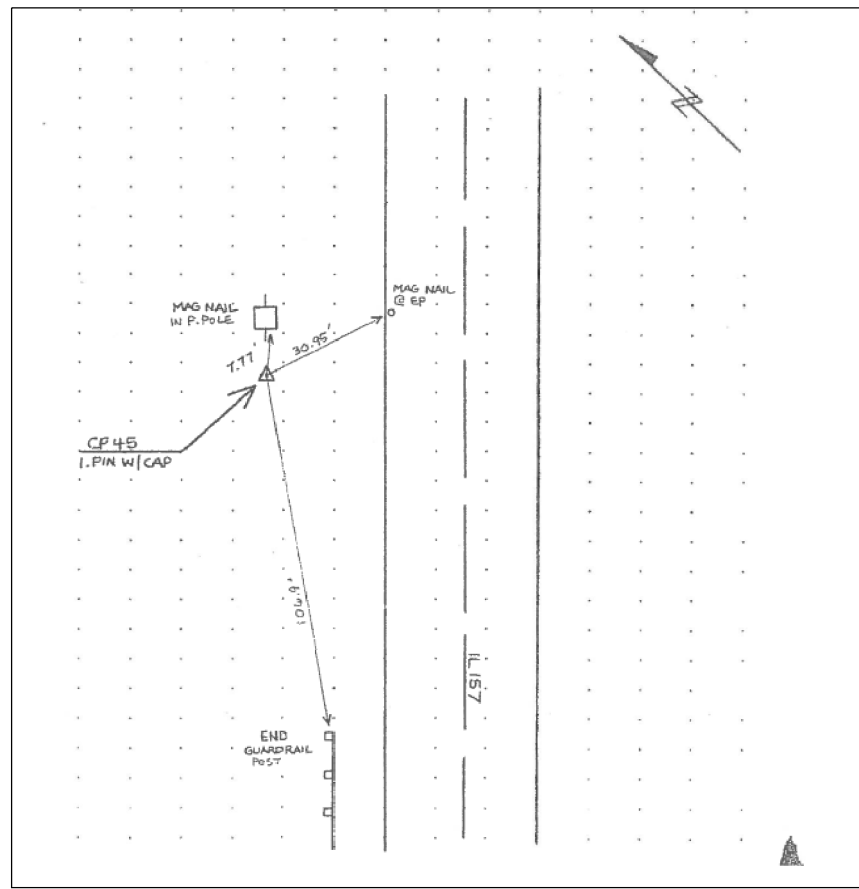 MAG NAIL
@ EP
MAG NAIL
IN P. POLE
30.95'
7.77'
CP 45
I. PIN W/CAP
IL 157
END
GUARDRAIL
POST